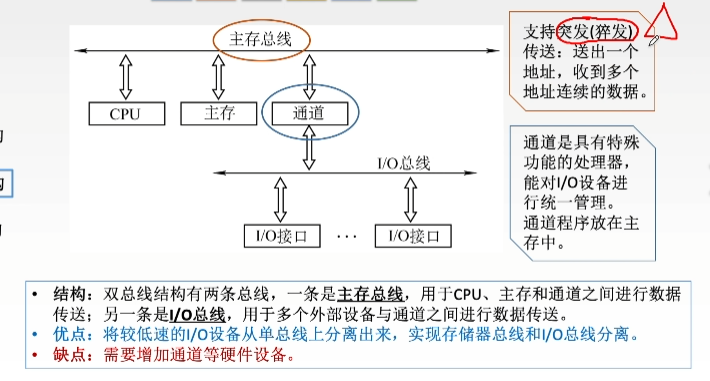 主存总线
CPU
主存
通道
I/O总线
I/O接口
...
I/O接口
支持突发(猝发)
传送：送出一个
地址，收到多个
地址连续的数据。
通道是具有特殊
功能的处理器，
能对I/O设备进
行统一管理。
通道程序放在主
存中。
• 结构：双总线结构有两条总线，一条是主存总线，用于CPU、主存和通道之间进行数据
传送；另一条是I/O总线，用于多个外部设备与通道之间进行数据传送。
• 优点：将较低速的I/O设备从单总线上分离出来，实现存储器总线和I/O总线分离。
• 缺点：需要增加通道等硬件设备。